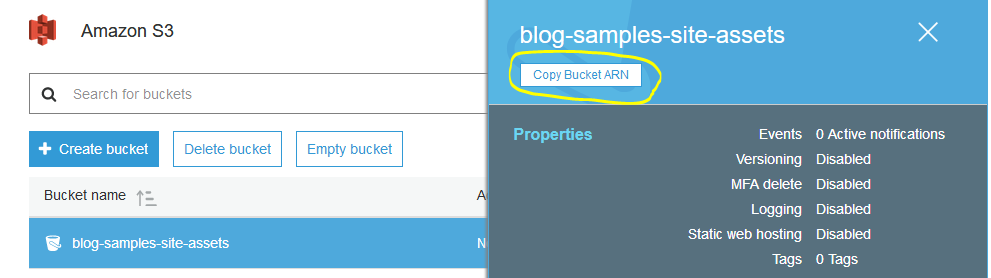 Amazon S3
Search for buckets
Create bucket
Delete bucket
Empty bucket
Bucket name
blog-samples-site-assets
blog-samples-site-assets
Copy Bucket ARN
Properties
Events 0 Active notifications
Versioning Disabled
MFA delete Disabled
Logging Disabled
Static web hosting Disabled
Tags 0 Tags